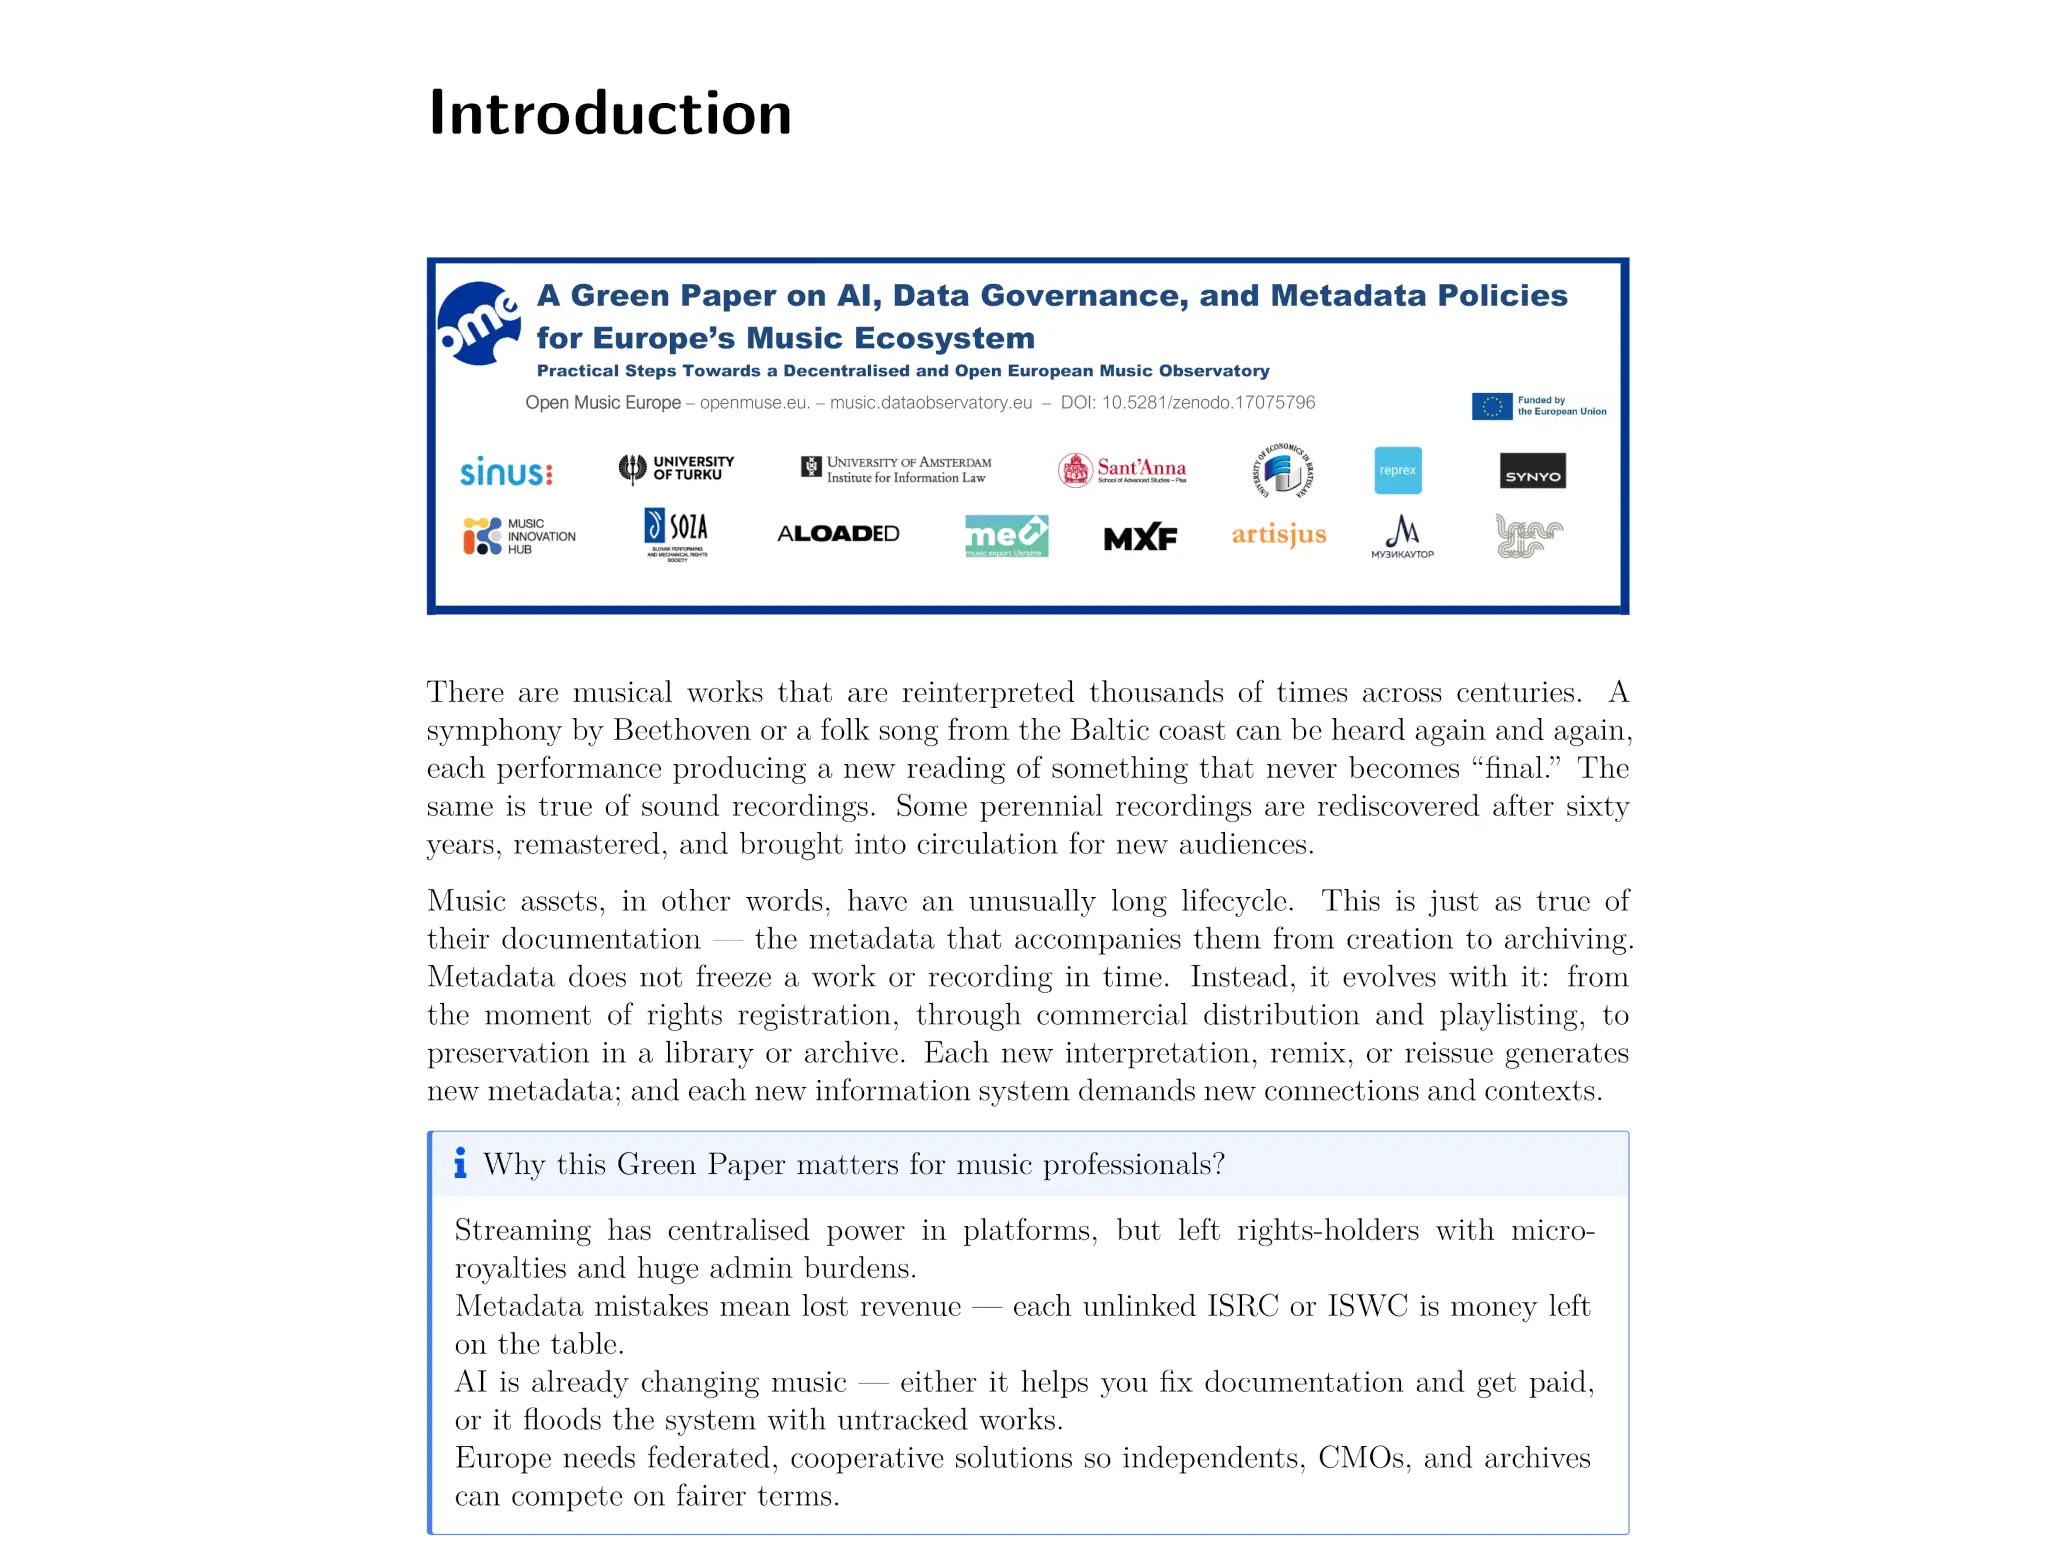 Introduction
ome
A Green Paper on AI, Data Governance, and Metadata Policies
for Europe's Music Ecosystem
Practical Steps Towards a Decentralised and Open European Music Observatory
Open Music Europe – openmuse.eu. – music.dataobservatory.eu – DOI: 10.5281/zenodo.17075796
Funded by
the European Union
sinus:
UNIVERSITY
OF TURKU
UNIVERSITY OF AMSTERDAM
Institute for Information Law
Sant'Anna
School of Advanced Studies – Pisa
UNIVERSITY OF ECONOMICS IN BRATISLAVA
reprex
SYNYO
MUSIC
INNOVATION
HUB
SOZA
SLOVAK PERFORMING
AND MECHANICAL RIGHTS
SOCIETY
ALOADED
meU
music export Ukraine
MXF
artisjus
МУЗИКАУТОР
There are musical works that are reinterpreted thousands of times across centuries. A
symphony by Beethoven or a folk song from the Baltic coast can be heard again and again,
each performance producing a new reading of something that never becomes “final.” The
same is true of sound recordings. Some perennial recordings are rediscovered after sixty
years, remastered, and brought into circulation for new audiences.
Music assets, in other words, have an unusually long lifecycle. This is just as true of
their documentation — the metadata that accompanies them from creation to archiving.
Metadata does not freeze a work or recording in time. Instead, it evolves with it: from
the moment of rights registration, through commercial distribution and playlisting, to
preservation in a library or archive. Each new interpretation, remix, or reissue generates
new metadata; and each new information system demands new connections and contexts.
Why this Green Paper matters for music professionals?
Streaming has centralised power in platforms, but left rights-holders with micro-
royalties and huge admin burdens.
Metadata mistakes mean lost revenue — each unlinked ISRC or ISWC is money left
on the table.
AI is already changing music — either it helps you fix documentation and get paid,
or it floods the system with untracked works.
Europe needs federated, cooperative solutions so independents, CMOs, and archives
can compete on fairer terms.